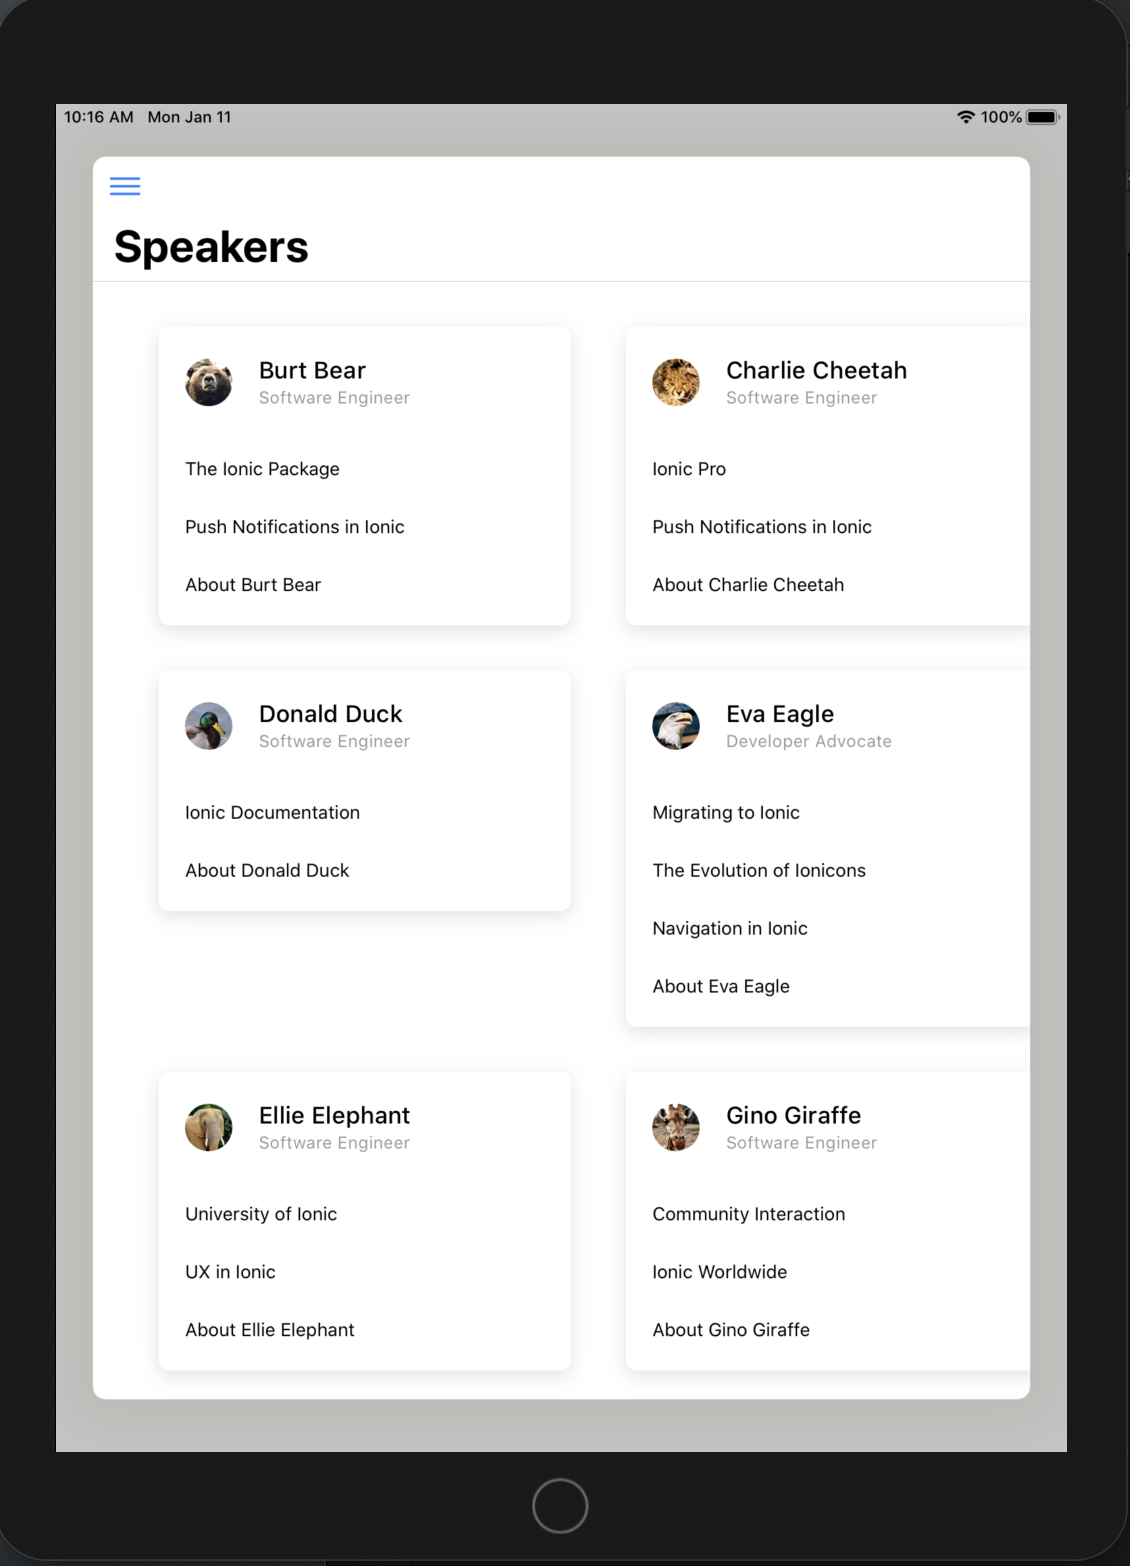 10:16 AM Mon Jan 11 100%
Speakers
Burt Bear
Software Engineer
The Ionic Package
Push Notifications in Ionic
About Burt Bear
Charlie Cheetah
Software Engineer
Ionic Pro
Push Notifications in Ionic
About Charlie Cheetah
Donald Duck
Software Engineer
Ionic Documentation
About Donald Duck
Eva Eagle
Developer Advocate
Migrating to Ionic
The Evolution of Ionicons
Navigation in Ionic
About Eva Eagle
Ellie Elephant
Software Engineer
University of Ionic
UX in Ionic
About Ellie Elephant
Gino Giraffe
Software Engineer
Community Interaction
Ionic Worldwide
About Gino Giraffe